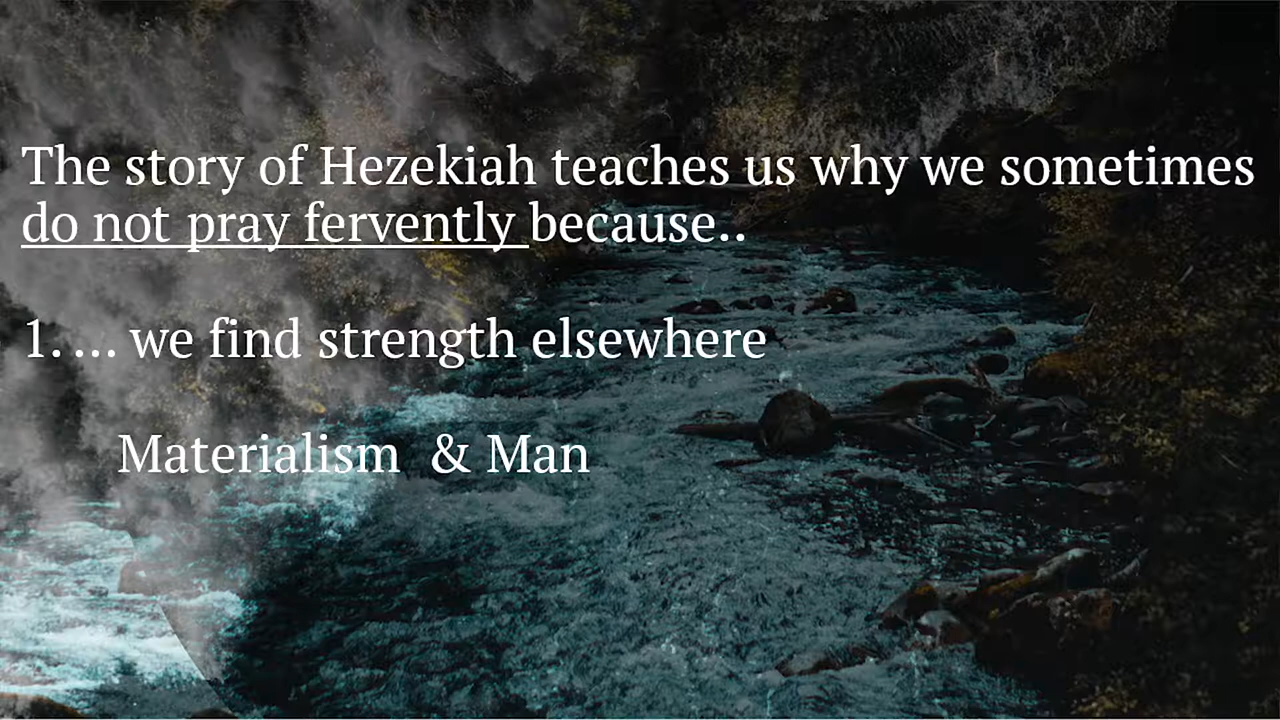 The story of Hezekiah teaches us why we sometimes
do not pray fervently because..
1. ... we find strength elsewhere
Materialism & Man